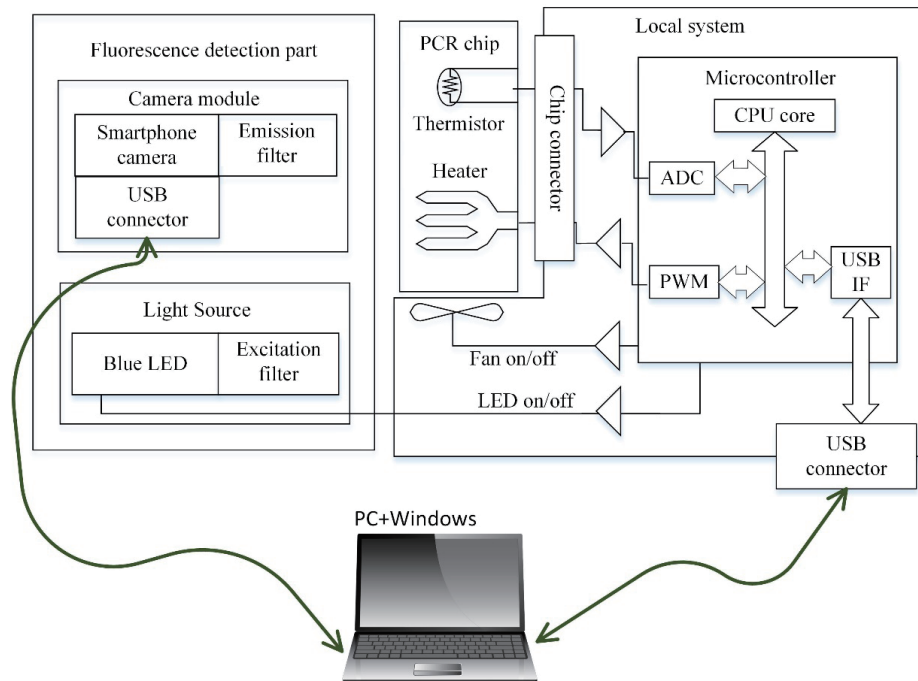 Fluorescence detection part
Camera module
Smartphone
camera
Emission
filter
USB
connector
Light Source
Blue LED
Excitation
filter
PCR chip
Thermistor
Heater
Chip connector
Local system
Microcontroller
CPU core
ADC
PWM
USB
IF
Fan on/off
LED on/off
USB
connector
PC+Windows